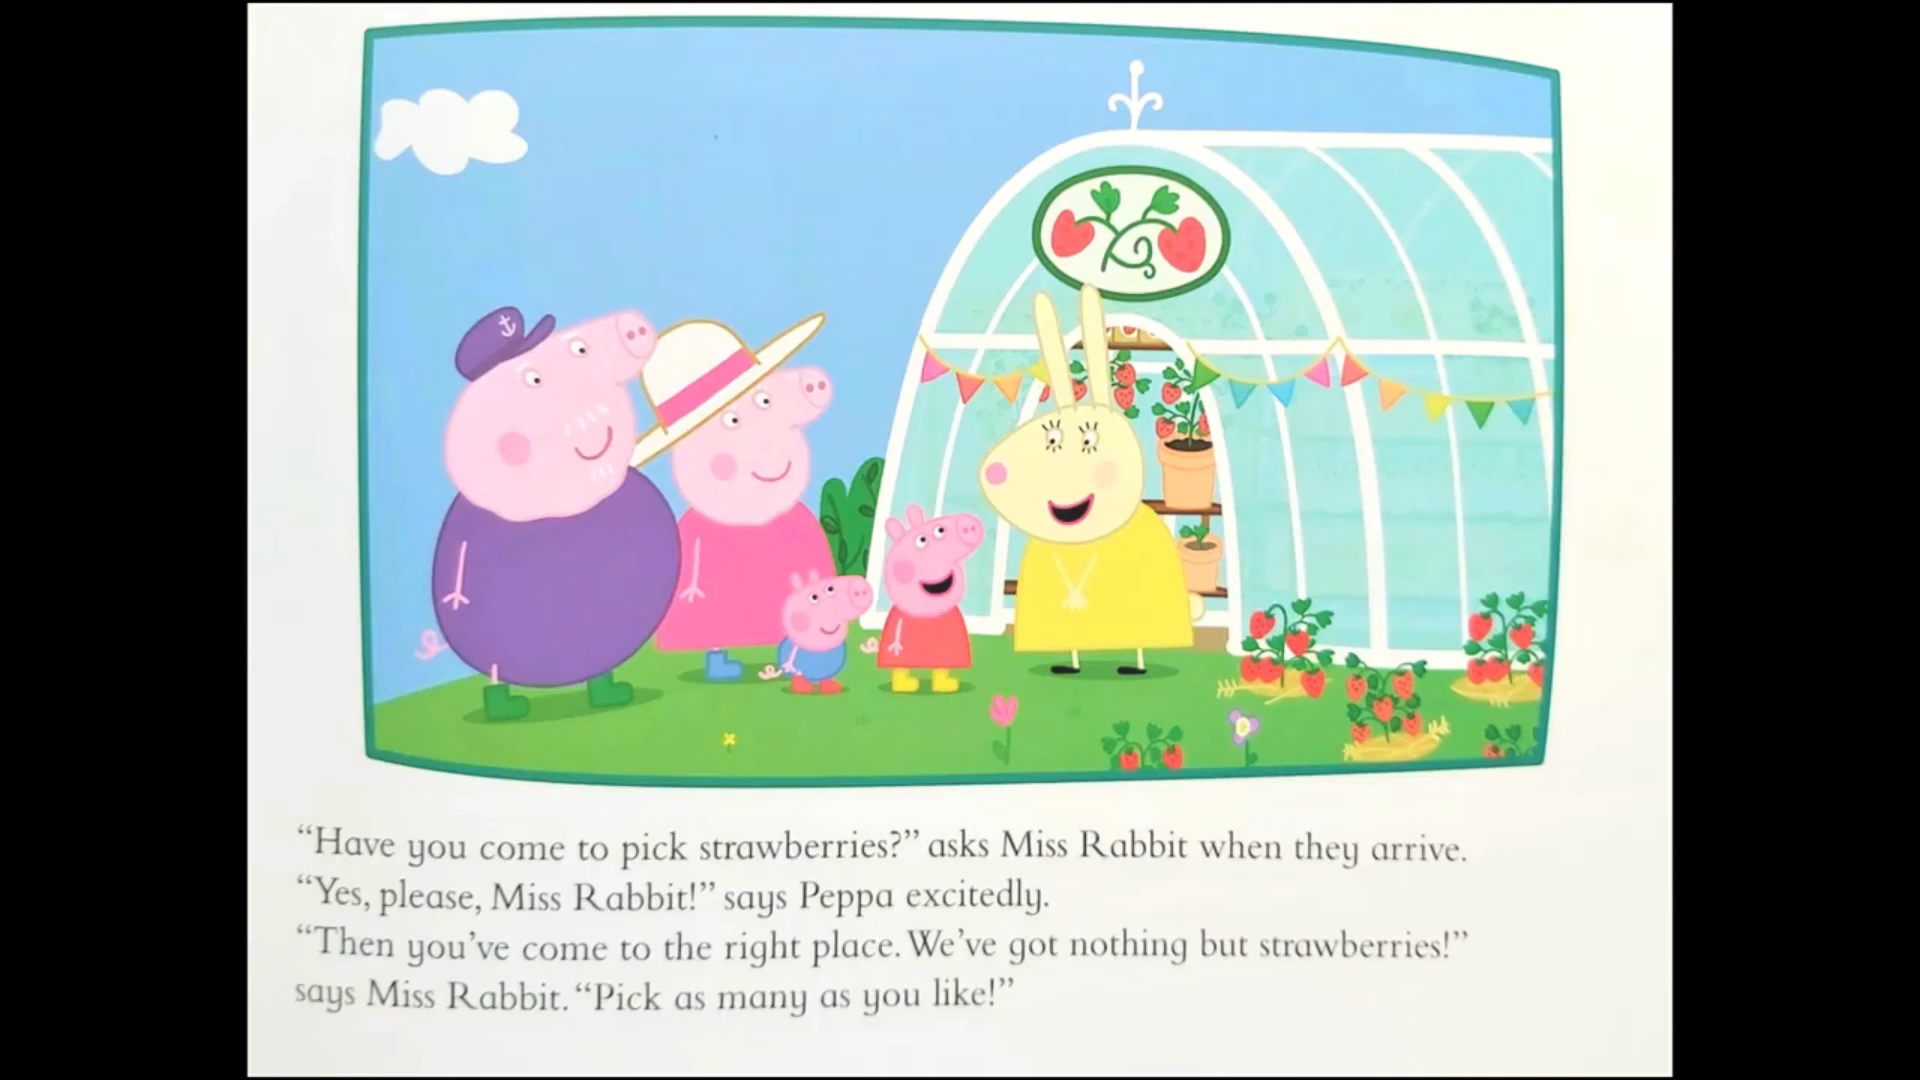 “Have you come to pick strawberries?” asks Miss Rabbit when they arrive.
“Yes, please, Miss Rabbit!” says Peppa excitedly.
“Then you’ve come to the right place. We’ve got nothing but strawberries!”
says Miss Rabbit. “Pick as many as you like!”